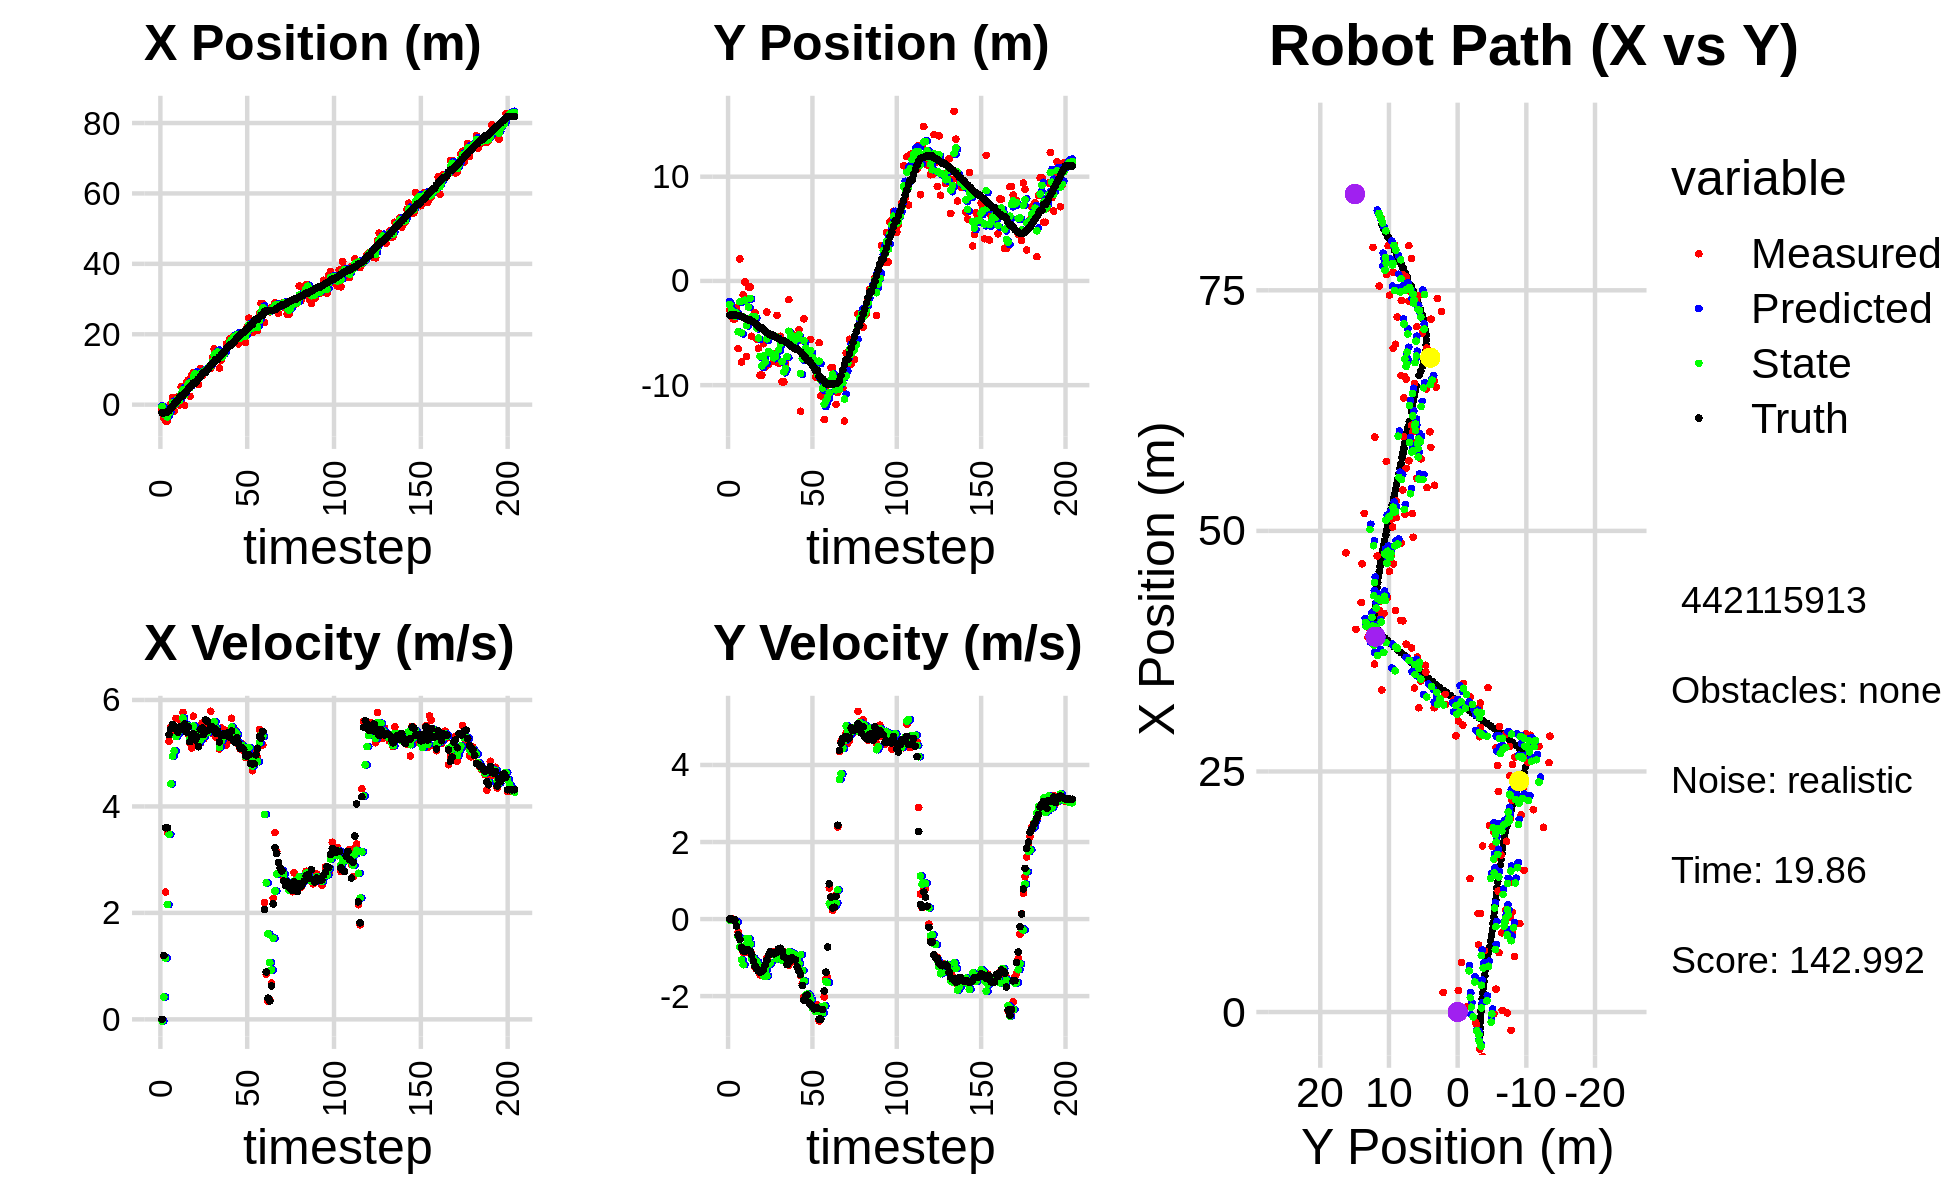 X Position (m)
80
60
40
20
0
0
50
100
150
200
timestep
Y Position (m)
10
0
-10
0
50
100
150
200
timestep
X Velocity (m/s)
6
4
2
0
0
50
100
150
200
timestep
Y Velocity (m/s)
4
2
0
-2
0
50
100
150
200
timestep
Robot Path (X vs Y)
X Position (m)
75
50
25
0
20 10 0 -10 -20
Y Position (m)
variable
Measured
Predicted
State
Truth
442115913
Obstacles: none
Noise: realistic
Time: 19.86
Score: 142.992